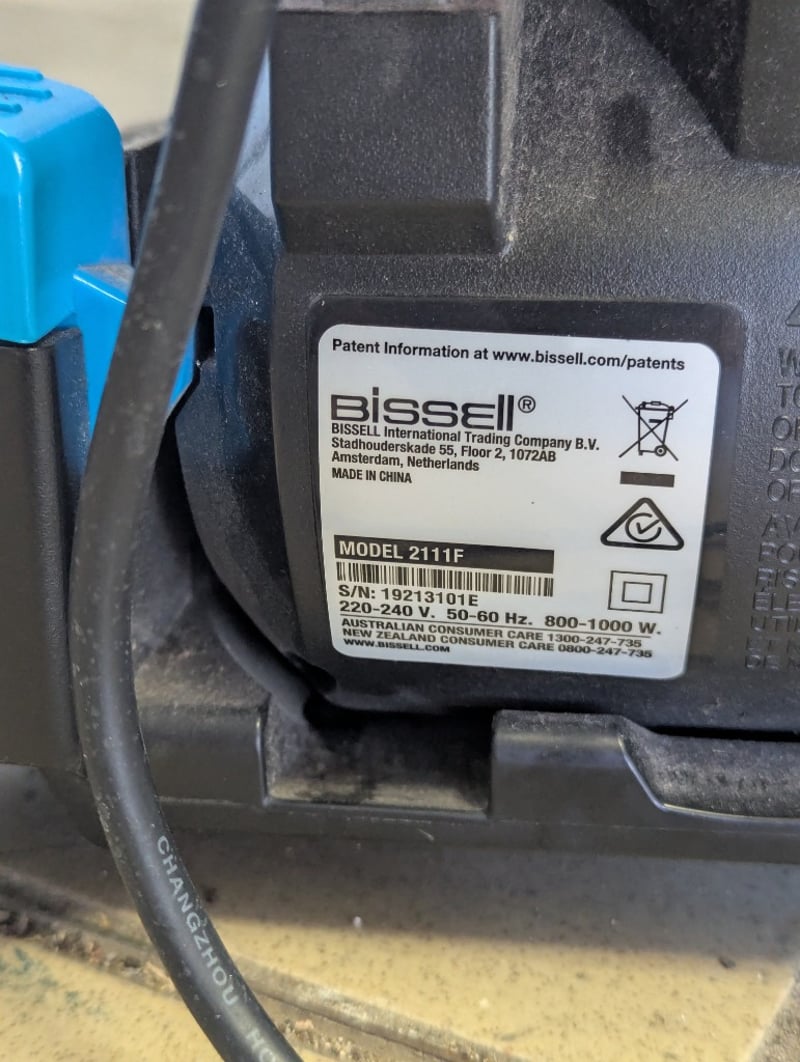 Patent Information at www.bissell.com/patents
BISSELL®
BISSELL International Trading Company B.V.
Stadhouderskade 55, Floor 2, 1072AB
Amsterdam, Netherlands
MADE IN CHINA
MODEL 2111F
S/N: 19213101E
220-240 V. 50-60 Hz. 800-1000 W.
AUSTRALIAN CONSUMER CARE 1300-247-735
NEW ZEALAND CONSUMER CARE 0800-247-735
WWW.BISSELL.COM
CHANGZHOU